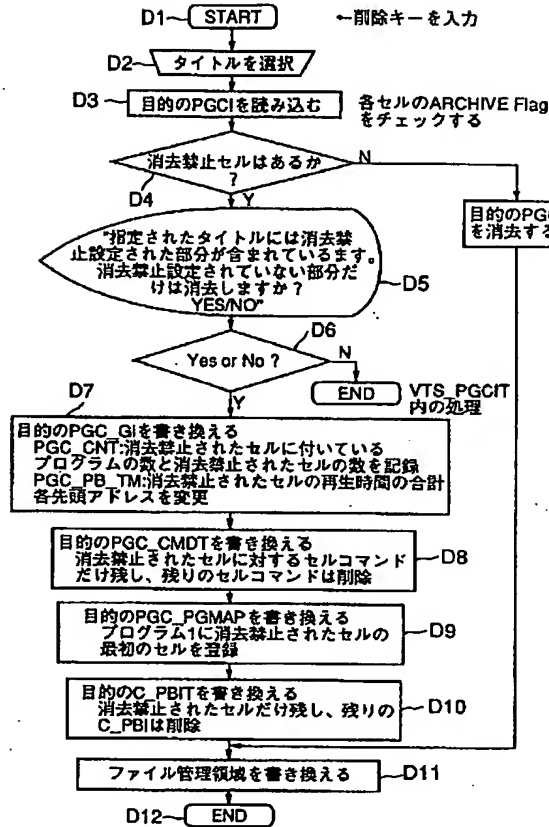 D1 START ←削除キーを入力
D2 タイトルを選択
D3 目的のPGCIを読み込む
各セルのARCHIVE Flag
をチェックする
消去禁止セルはあるか
?
N
D4
Y
目的のPGC
を消去する
"指定されたタイトルには消去禁
止設定された部分が含まれているます。
消去禁止設定されていない部分だ
けは消去しますか?
YES/NO"
D5
D6
Yes or No ?
N
END
VTS_PGCIT
内の処理
Y
D7
目的のPGC_GIを書き換える
PGC_CNT:消去禁止されたセルに付いている
プログラムの数と消去禁止されたセルの数を記録
PGC_PB_TM:消去禁止されたセルの再生時間の合計
各先頭アドレスを変更
目的のPGC_CMDTを書き換える
消去禁止されたセルに対するセルコマンド
だけ残し、残りのセルコマンドは削除
D8
目的のPGC_PGMAPを書き換える
プログラム1に消去禁止されたセルの
最初のセルを登録
D9
目的のC_PBITを書き換える
消去禁止されたセルだけ残し、残りの
C_PBIは削除
D10
ファイル管理領域を書き換える D11
D12 END